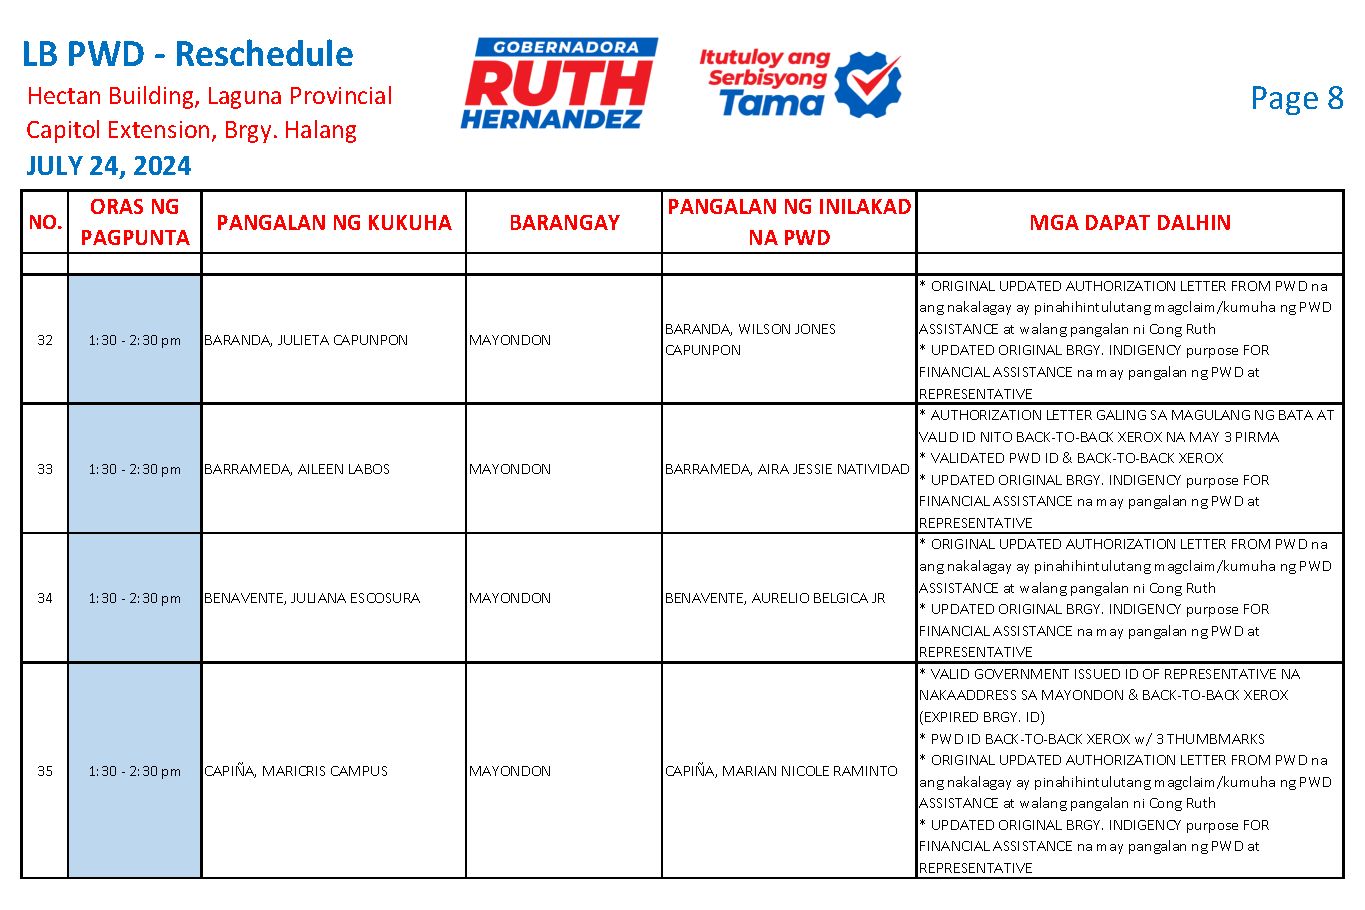 LB PWD - Reschedule
Hectan Building, Laguna Provincial
Capitol Extension, Brgy. Halang
JULY 24, 2024
GOBERNADORA
RUTH
HERNANDEZ
Itutuloy ang
Serbisyong
Tama
Page 8
NO.
ORAS NG
PAGPUNTA
PANGALAN NG KUKUHA
BARANGAY
PANGALAN NG INILAKAD
NA PWD
MGA DAPAT DALHIN
32
1:30 - 2:30 pm
BARANDA, JULIETA CAPUNPON
MAYONDON
BARANDA, WILSON JONES
CAPUNPON
* ORIGINAL UPDATED AUTHORIZATION LETTER FROM PWD na
ang nakalagay ay pinahihintulutang magclaim/kumuha ng PWD
ASSISTANCE at walang pangalan ni Cong Ruth
* UPDATED ORIGINAL BRGY. INDIGENCY purpose FOR
FINANCIAL ASSISTANCE na may pangalan ng PWD at
REPRESENTATIVE
33
1:30 - 2:30 pm
BARRAMEDA, AILEEN LABOS
MAYONDON
BARRAMEDA, AIRA JESSIE NATIVIDAD
* AUTHORIZATION LETTER GALING SA MAGULANG NG BATA AT
VALID ID NITO BACK-TO-BACK XEROX NA MAY 3 PIRMA
* VALIDATED PWD ID & BACK-TO-BACK XEROX
* UPDATED ORIGINAL BRGY. INDIGENCY purpose FOR
FINANCIAL ASSISTANCE na may pangalan ng PWD at
REPRESENTATIVE
34
1:30 - 2:30 pm
BENAVENTE, JULIANA ESCOSURA
MAYONDON
BENAVENTE, AURELIO BELGICA JR
* ORIGINAL UPDATED AUTHORIZATION LETTER FROM PWD na
ang nakalagay ay pinahihintulutang magclaim/kumuha ng PWD
ASSISTANCE at walang pangalan ni Cong Ruth
* UPDATED ORIGINAL BRGY. INDIGENCY purpose FOR
FINANCIAL ASSISTANCE na may pangalan ng PWD at
REPRESENTATIVE
35
1:30 - 2:30 pm
CAPIÑA, MARICRIS CAMPUS
MAYONDON
CAPIÑA, MARIAN NICOLE RAMINTO
* VALID GOVERNMENT ISSUED ID OF REPRESENTATIVE NA
NAKAADDRESS SA MAYONDON & BACK-TO-BACK XEROX
(EXPIRED BRGY. ID)
* PWD ID BACK-TO-BACK XEROX w/ 3 THUMBMARKS
* ORIGINAL UPDATED AUTHORIZATION LETTER FROM PWD na
ang nakalagay ay pinahihintulutang magclaim/kumuha ng PWD
ASSISTANCE at walang pangalan ni Cong Ruth
* UPDATED ORIGINAL BRGY. INDIGENCY purpose FOR
FINANCIAL ASSISTANCE na may pangalan ng PWD at
REPRESENTATIVE